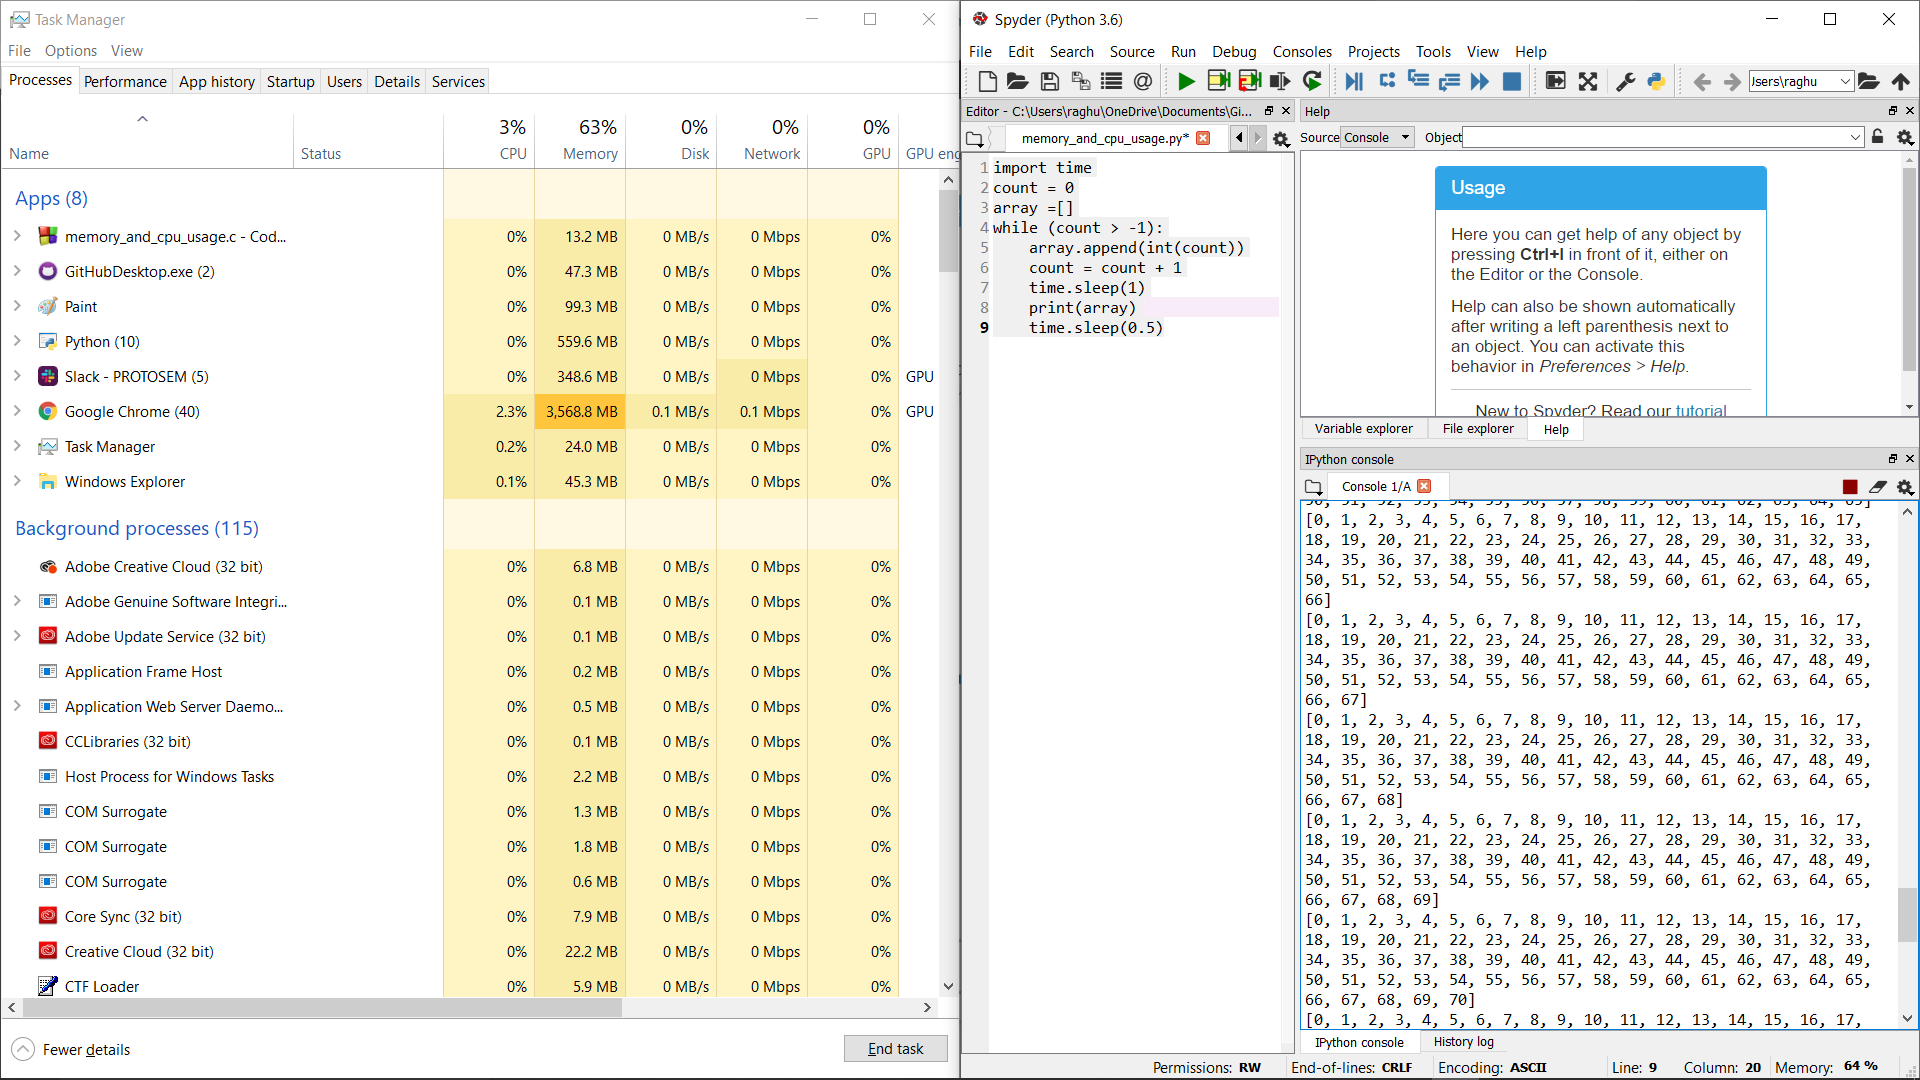 Task Manager
File Options View
Processes Performance App history Startup Users Details Services
3% 63% 0% 0% 0%
Name Status CPU Memory Disk Network GPU GPU eng
Apps (8)
memory_and_cpu_usage.c - Cod... 0% 13.2 MB 0 MB/s 0 Mbps 0%
GitHubDesktop.exe (2) 0% 47.3 MB 0 MB/s 0 Mbps 0%
Paint 0% 99.3 MB 0 MB/s 0 Mbps 0%
Python (10) 0% 559.6 MB 0 MB/s 0 Mbps 0%
Slack - PROTOSEM (5) 0% 348.6 MB 0 MB/s 0 Mbps 0% GPU
Google Chrome (40) 2.3% 3,568.8 MB 0.1 MB/s 0.1 Mbps 0% GPU
Task Manager 0.2% 24.0 MB 0 MB/s 0 Mbps 0%
Windows Explorer 0.1% 45.3 MB 0 MB/s 0 Mbps 0%
Background processes (115)
Adobe Creative Cloud (32 bit) 0% 6.8 MB 0 MB/s 0 Mbps 0%
Adobe Genuine Software Integri... 0% 0.1 MB 0 MB/s 0 Mbps 0%
Adobe Update Service (32 bit) 0% 0.1 MB 0 MB/s 0 Mbps 0%
Application Frame Host 0% 0.2 MB 0 MB/s 0 Mbps 0%
Application Web Server Daemo... 0% 0.5 MB 0 MB/s 0 Mbps 0%
CCLibraries (32 bit) 0% 0.1 MB 0 MB/s 0 Mbps 0%
Host Process for Windows Tasks 0% 2.2 MB 0 MB/s 0 Mbps 0%
COM Surrogate 0% 1.3 MB 0 MB/s 0 Mbps 0%
COM Surrogate 0% 1.8 MB 0 MB/s 0 Mbps 0%
COM Surrogate 0% 0.6 MB 0 MB/s 0 Mbps 0%
Core Sync (32 bit) 0% 7.9 MB 0 MB/s 0 Mbps 0%
Creative Cloud (32 bit) 0% 22.2 MB 0 MB/s 0 Mbps 0%
CTF Loader 0% 5.9 MB 0 MB/s 0 Mbps 0%
Fewer details End task
Spyder (Python 3.6)
File Edit Search Source Run Debug Consoles Projects Tools View Help
Jsers\raghu
Editor - C:\Users\raghu\OneDrive\Documents\Gi...
memory_and_cpu_usage.py*
1 import time
2 count = 0
3 array =[]
4 while (count > -1):
5 array.append(int(count))
6 count = count + 1
7 time.sleep(1)
8 print(array)
9 time.sleep(0.5)
Help
Source Console Object
Usage
Here you can get help of any object by
pressing Ctrl+I in front of it, either on
the Editor or the Console.
Help can also be shown automatically
after writing a left parenthesis next to
an object. You can activate this
behavior in Preferences > Help.
New to Spyder? Read our tutorial
Variable explorer File explorer Help
IPython console
Console 1/A
50, 51, 52, 53, 54, 55, 56, 57, 58, 59, 60, 61, 62, 63, 64, 65]
[0, 1, 2, 3, 4, 5, 6, 7, 8, 9, 10, 11, 12, 13, 14, 15, 16, 17,
18, 19, 20, 21, 22, 23, 24, 25, 26, 27, 28, 29, 30, 31, 32, 33,
34, 35, 36, 37, 38, 39, 40, 41, 42, 43, 44, 45, 46, 47, 48, 49,
50, 51, 52, 53, 54, 55, 56, 57, 58, 59, 60, 61, 62, 63, 64, 65,
66]
[0, 1, 2, 3, 4, 5, 6, 7, 8, 9, 10, 11, 12, 13, 14, 15, 16, 17,
18, 19, 20, 21, 22, 23, 24, 25, 26, 27, 28, 29, 30, 31, 32, 33,
34, 35, 36, 37, 38, 39, 40, 41, 42, 43, 44, 45, 46, 47, 48, 49,
50, 51, 52, 53, 54, 55, 56, 57, 58, 59, 60, 61, 62, 63, 64, 65,
66, 67]
[0, 1, 2, 3, 4, 5, 6, 7, 8, 9, 10, 11, 12, 13, 14, 15, 16, 17,
18, 19, 20, 21, 22, 23, 24, 25, 26, 27, 28, 29, 30, 31, 32, 33,
34, 35, 36, 37, 38, 39, 40, 41, 42, 43, 44, 45, 46, 47, 48, 49,
50, 51, 52, 53, 54, 55, 56, 57, 58, 59, 60, 61, 62, 63, 64, 65,
66, 67, 68]
[0, 1, 2, 3, 4, 5, 6, 7, 8, 9, 10, 11, 12, 13, 14, 15, 16, 17,
18, 19, 20, 21, 22, 23, 24, 25, 26, 27, 28, 29, 30, 31, 32, 33,
34, 35, 36, 37, 38, 39, 40, 41, 42, 43, 44, 45, 46, 47, 48, 49,
50, 51, 52, 53, 54, 55, 56, 57, 58, 59, 60, 61, 62, 63, 64, 65,
66, 67, 68, 69]
[0, 1, 2, 3, 4, 5, 6, 7, 8, 9, 10, 11, 12, 13, 14, 15, 16, 17,
18, 19, 20, 21, 22, 23, 24, 25, 26, 27, 28, 29, 30, 31, 32, 33,
34, 35, 36, 37, 38, 39, 40, 41, 42, 43, 44, 45, 46, 47, 48, 49,
50, 51, 52, 53, 54, 55, 56, 57, 58, 59, 60, 61, 62, 63, 64, 65,
66, 67, 68, 69, 70]
[0, 1, 2, 3, 4, 5, 6, 7, 8, 9, 10, 11, 12, 13, 14, 15, 16, 17,
IPython console History log
Permissions: RW End-of-lines: CRLF Encoding: ASCII Line: 9 Column: 20 Memory: 64 %